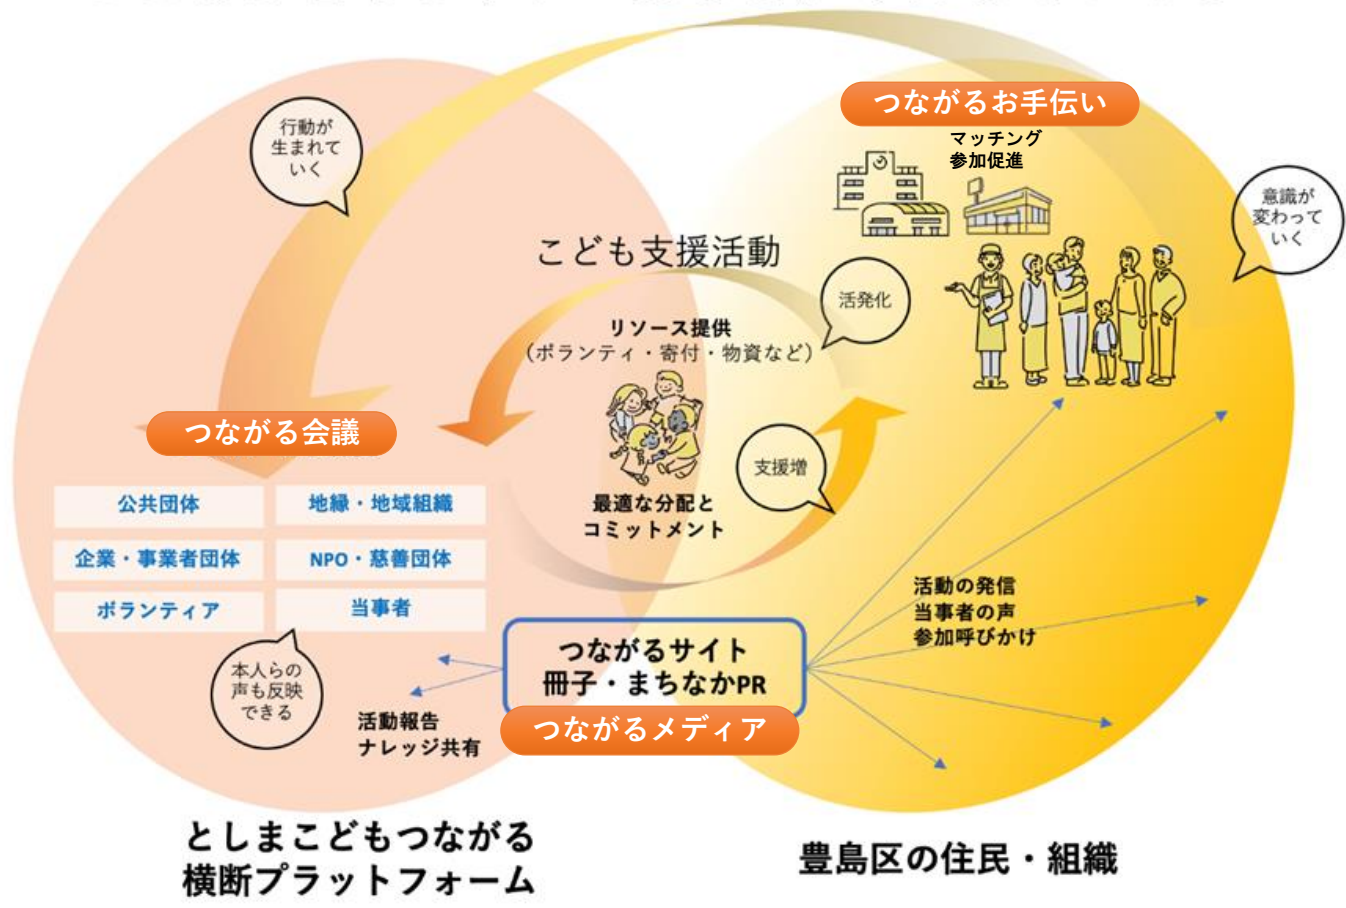 つながるお手伝い
マッチング
参加促進
行動が
生まれて
いく
意識が
変わって
いく
こども支援活動
活発化
リソース提供
（ボランティ・寄付・物資など）
つながる会議
支援増
最適な分配と
コミットメント
公共団体
地縁・地域組織
企業・事業者団体
NPO・慈善団体
ボランティア
当事者
活動の発信
当事者の声
参加呼びかけ
本人らの
声も反映
できる
つながるサイト
冊子・まちなかPR
つながるメディア
活動報告
ナレッジ共有
としまこどもつながる
横断プラットフォーム
豊島区の住民・組織